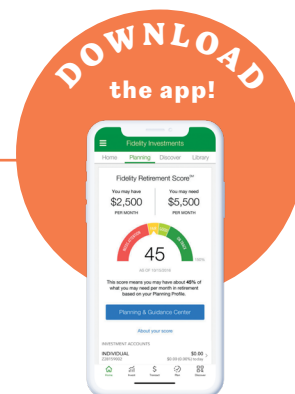 DOWNLOAD
the app!
Fidelity Investments
Home Planning Discover Library
Fidelity Retirement Score℠
You may have You may need
$2,500 $5,500
PER MONTH PER MONTH
45
100%
This score means you may have about 45% of
what you may need per month in retirement
based on your Planning Profile.
Planning & Guidance Center
About your score
INVESTMENT ACCOUNTS
INDIVIDUAL $0.00